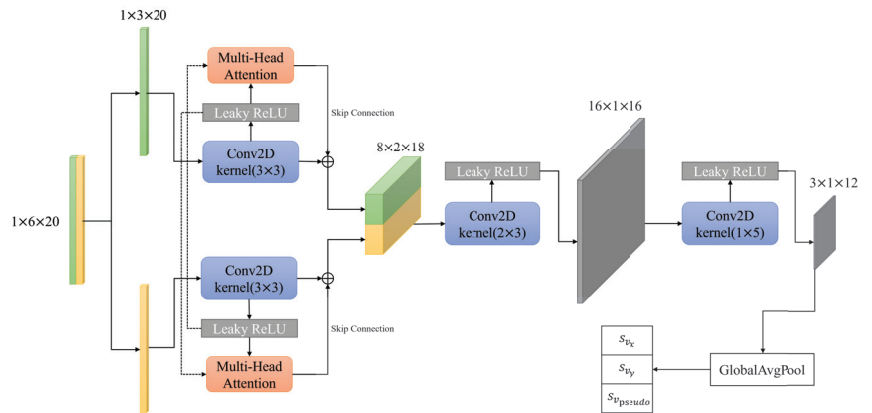 1×3×20
Multi-Head
Attention
Leaky ReLU
Skip Connection
Conv2D
kernel(3×3)
8×2×18
16×1×16
Leaky ReLU
Leaky ReLU
3×1×12
1×6×20
Conv2D
kernel(2×3)
Conv2D
kernel(1×5)
Conv2D
kernel(3×3)
Leaky ReLU
Skip Connection
Multi-Head
Attention
S_{v_x}
S_{v_y}
GlobalAvgPool